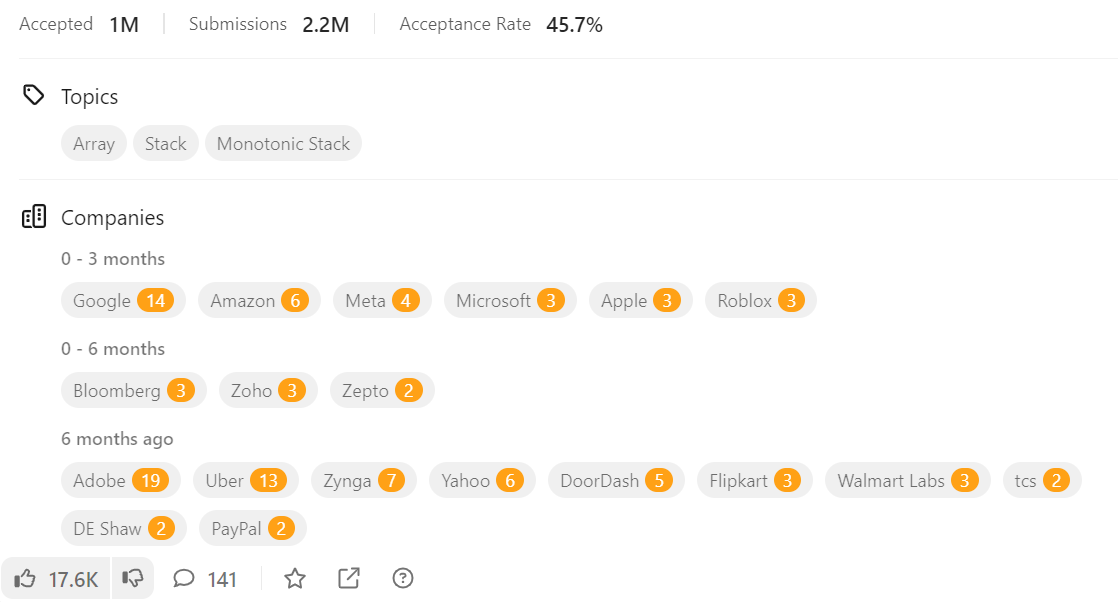 Accepted 1M Submissions 2.2M Acceptance Rate 45.7%
Topics
Array Stack Monotonic Stack
Companies
0 - 3 months
Google 14 Amazon 6 Meta 4 Microsoft 3 Apple 3 Roblox 3
0 - 6 months
Bloomberg 3 Zoho 3 Zepto 2
6 months ago
Adobe 19 Uber 13 Zynga 7 Yahoo 6 DoorDash 5 Flipkart 3 Walmart Labs 3 tcs 2
DE Shaw 2 PayPal 2
17.6K 141 ?